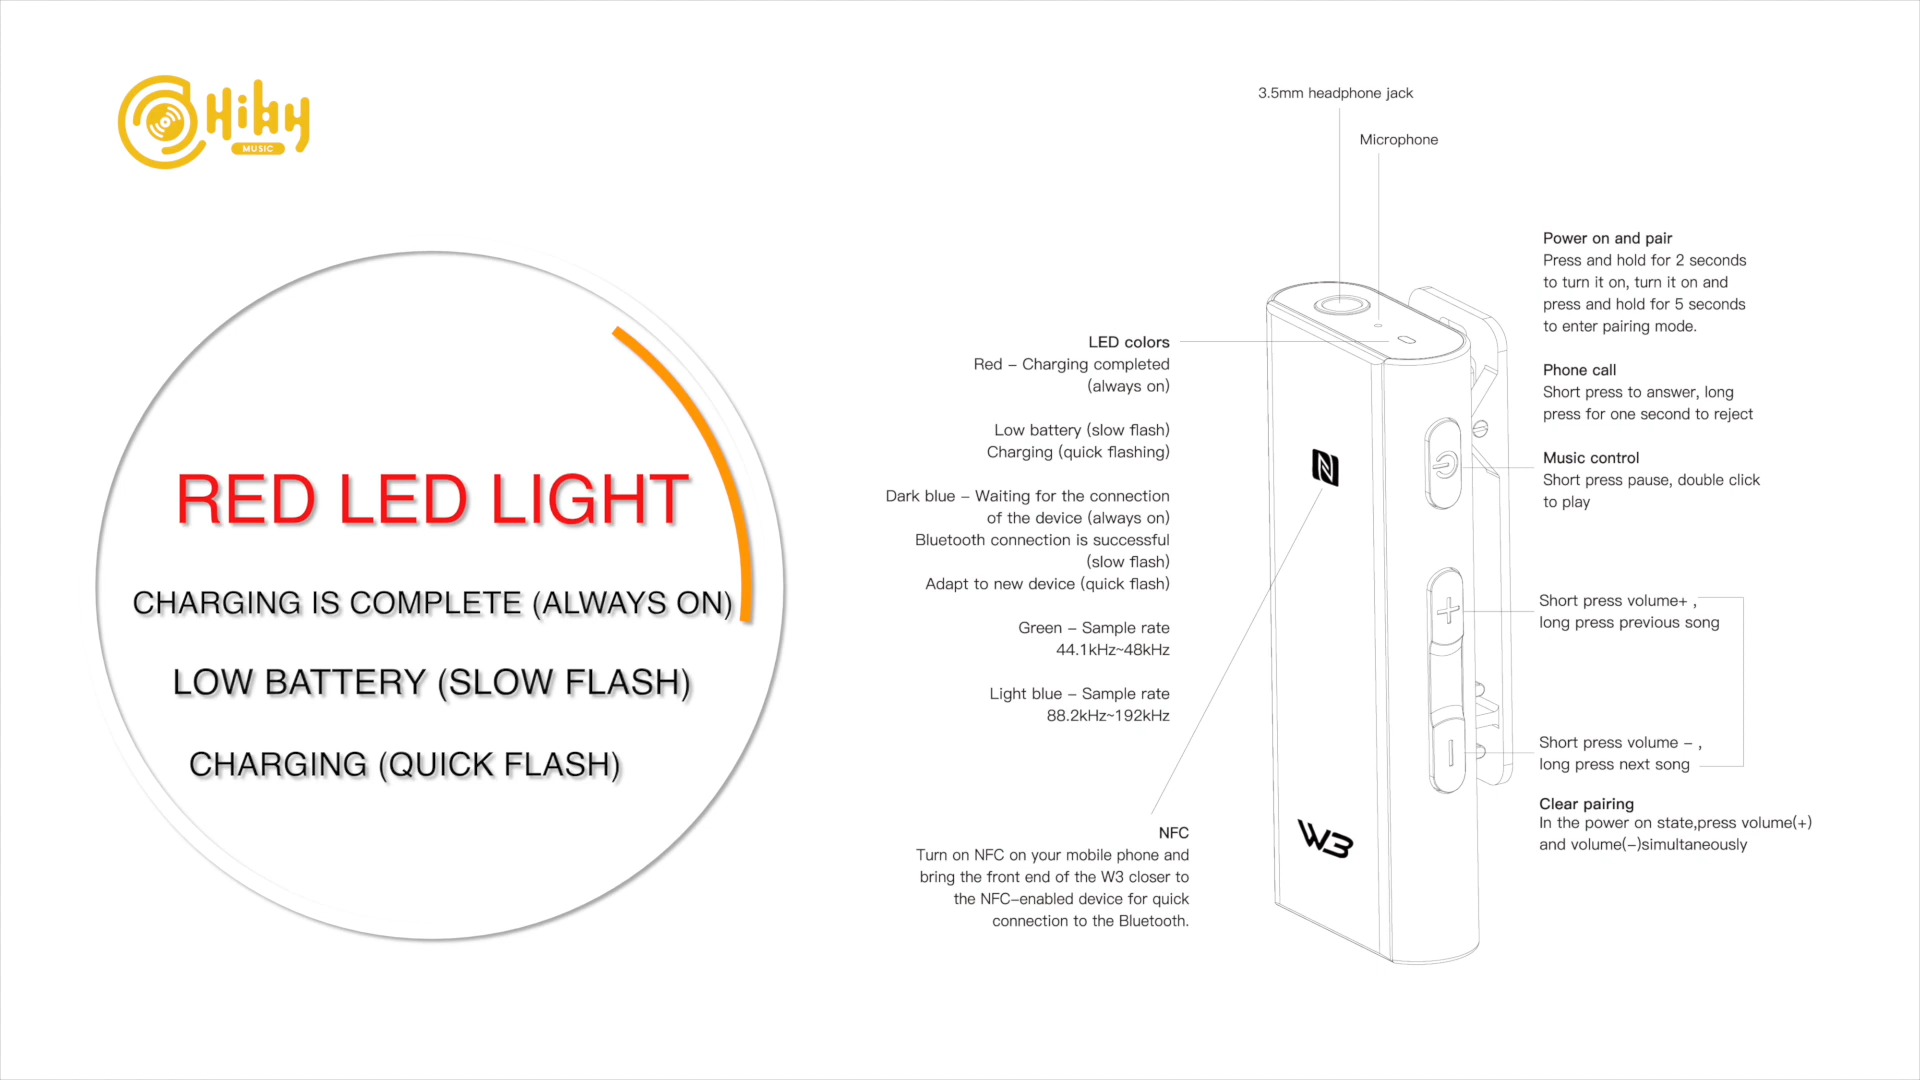 Hiby
MUSIC
RED LED LIGHT
CHARGING IS COMPLETE (ALWAYS ON)
LOW BATTERY (SLOW FLASH)
CHARGING (QUICK FLASH)
3.5mm headphone jack
Microphone
LED colors
Red – Charging completed
(always on)
Low battery (slow flash)
Charging (quick flashing)
Dark blue – Waiting for the connection
of the device (always on)
Bluetooth connection is successful
(slow flash)
Adapt to new device (quick flash)
Green – Sample rate
44.1kHz~48kHz
Light blue – Sample rate
88.2kHz~192kHz
NFC
Turn on NFC on your mobile phone and
bring the front end of the W3 closer to
the NFC–enabled device for quick
connection to the Bluetooth.
W3
Power on and pair
Press and hold for 2 seconds
to turn it on, turn it on and
press and hold for 5 seconds
to enter pairing mode.
Phone call
Short press to answer, long
press for one second to reject
Music control
Short press pause, double click
to play
Short press volume+ ,
long press previous song
Short press volume – ,
long press next song
Clear pairing
In the power on state,press volume(+)
and volume(–)simultaneously